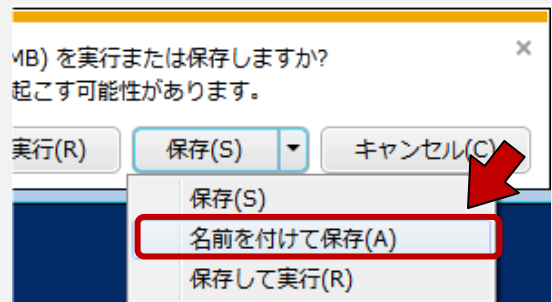 MB) を実行または保存しますか?
起こす可能性があります。
実行(R) 保存(S) キャンセル(C)
保存(S)
名前を付けて保存(A)
保存して実行(R)